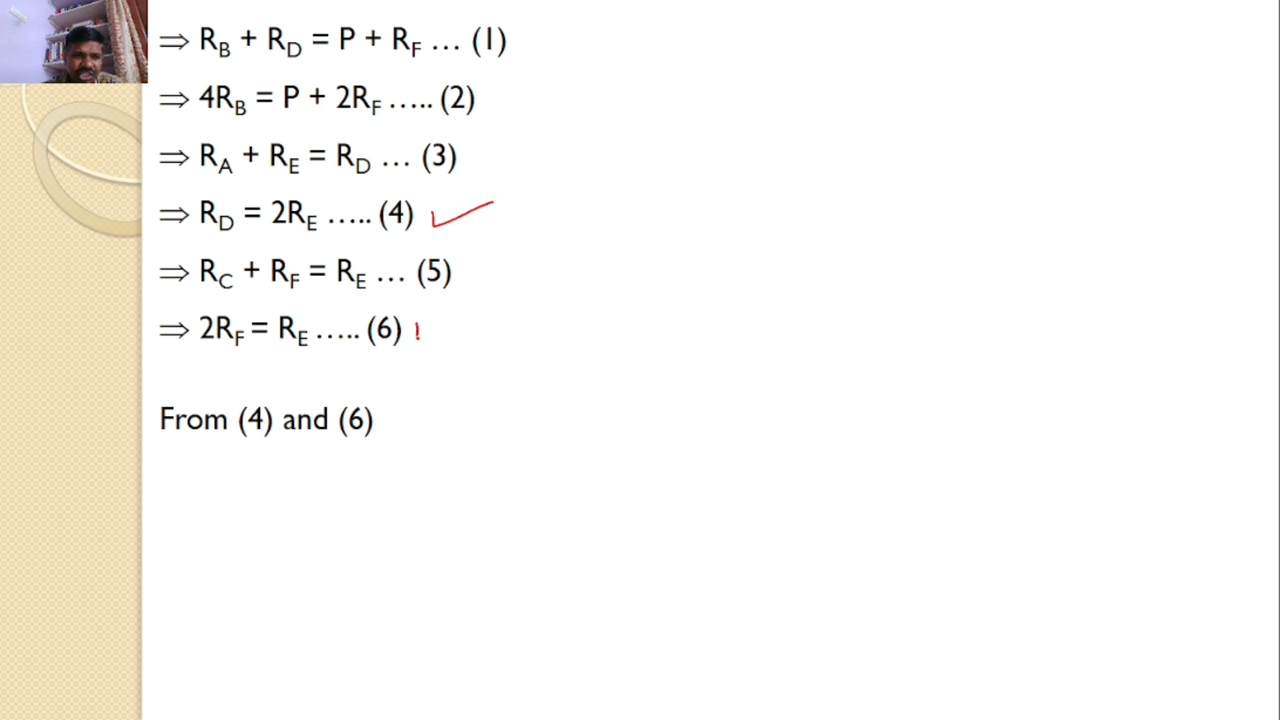 ⇒ R_B + R_D = P + R_F … (1)
⇒ 4R_B = P + 2R_F ….. (2)
⇒ R_A + R_E = R_D … (3)
⇒ R_D = 2R_E ….. (4)
⇒ R_C + R_F = R_E … (5)
⇒ 2R_F = R_E ….. (6)
From (4) and (6)